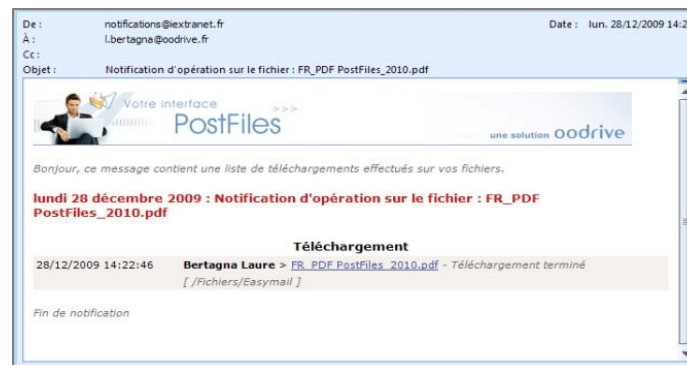 De : notifications@iextranet.fr Date : lun. 28/12/2009 14:2
À : l.bertagna@oodrive.fr
Cc :
Objet : Notification d'opération sur le fichier : FR_PDF PostFiles_2010.pdf
Votre interface >>>
PostFiles
une solution oodrive
Bonjour, ce message contient une liste de téléchargements effectués sur vos fichiers.
lundi 28 décembre 2009 : Notification d'opération sur le fichier : FR_PDF
PostFiles_2010.pdf
Téléchargement
28/12/2009 14:22:46 Bertagna Laure > FR_PDF PostFiles_2010.pdf - Téléchargement terminé
[ /Fichiers/Easymail ]
Fin de notification